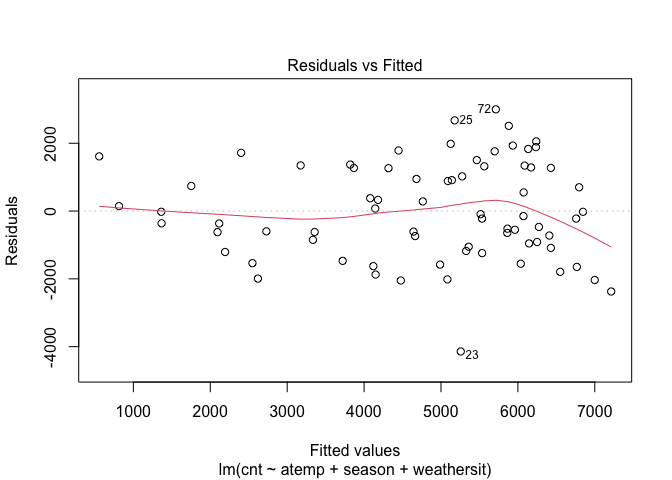 Residuals vs Fitted
Residuals
2000
0
-2000
-4000
72
25
23
1000 2000 3000 4000 5000 6000 7000
Fitted values
lm(cnt ~ atemp + season + weathersit)